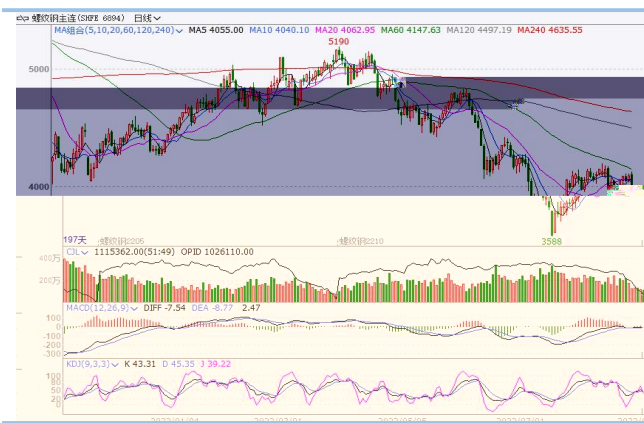 螺纹钢主连(SHFE 6894) 日线
MA组合(5,10,20,60,120,240) MA5 4055.00 MA10 4040.10 MA20 4062.95 MA60 4147.63 MA120 4497.19 MA240 4635.55
5190
5000
4000
197天 螺纹钢2205 螺纹钢2210 3588
CJL 1115362.00(51:49) OPID 1026110.00
400万
200万
MACD(12,26,9) DIFF -7.54 DEA -8.77 2.47
100
0
-100
-200
-300
KDJ(9,3,3) K 43.31 D 45.35 J 39.22
100
80
50
20
0